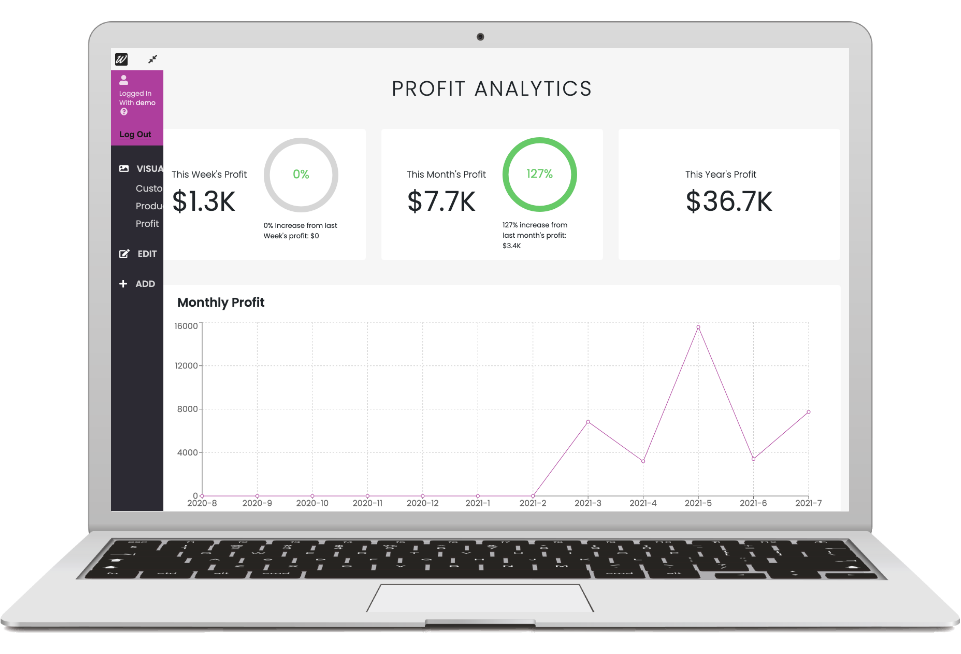 W
PROFIT ANALYTICS
Logged In
With demo
Log Out
VISUA
Custo
Produ
Profit
EDIT
ADD
This Week's Profit
$1.3K
0%
0% increase from last
Week's profit: $0
This Month's Profit
$7.7K
127%
127% increase from
last month's profit:
$3.4K
This Year's Profit
$36.7K
Monthly Profit
16000
12000
8000
4000
0
2020-8 2020-9 2020-10 2020-11 2020-12 2021-1 2021-2 2021-3 2021-4 2021-5 2021-6 2021-7